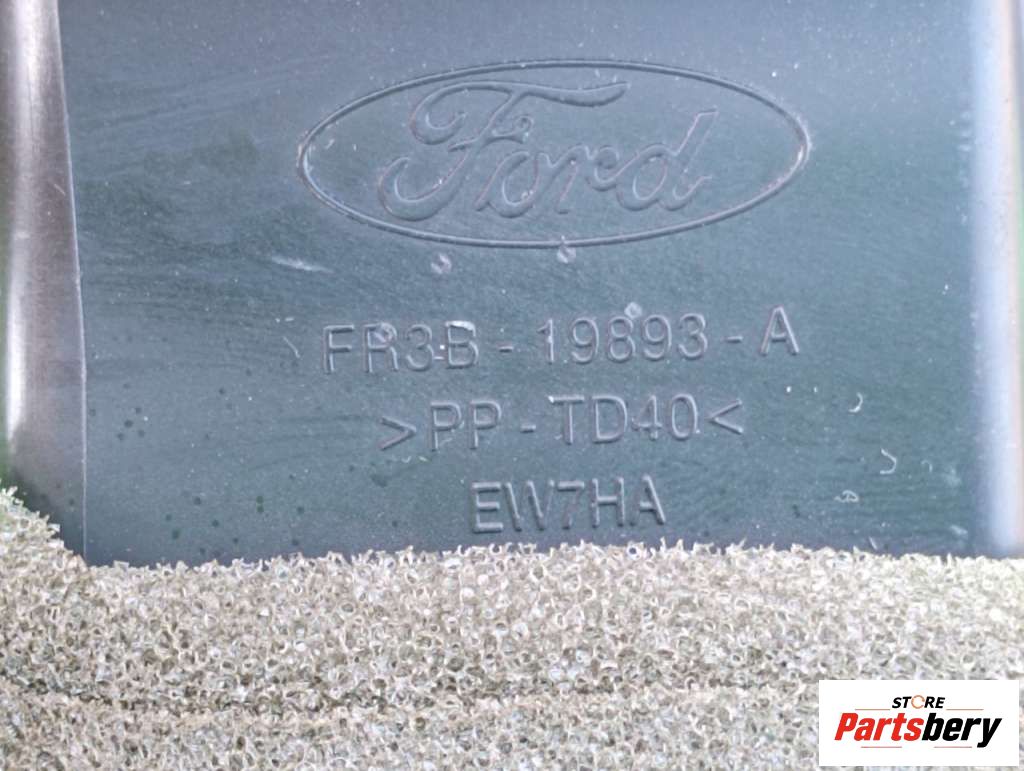 Ford
FR3B-19893-A
>PP-TD40<
EW7HA
STORE
Partsbery